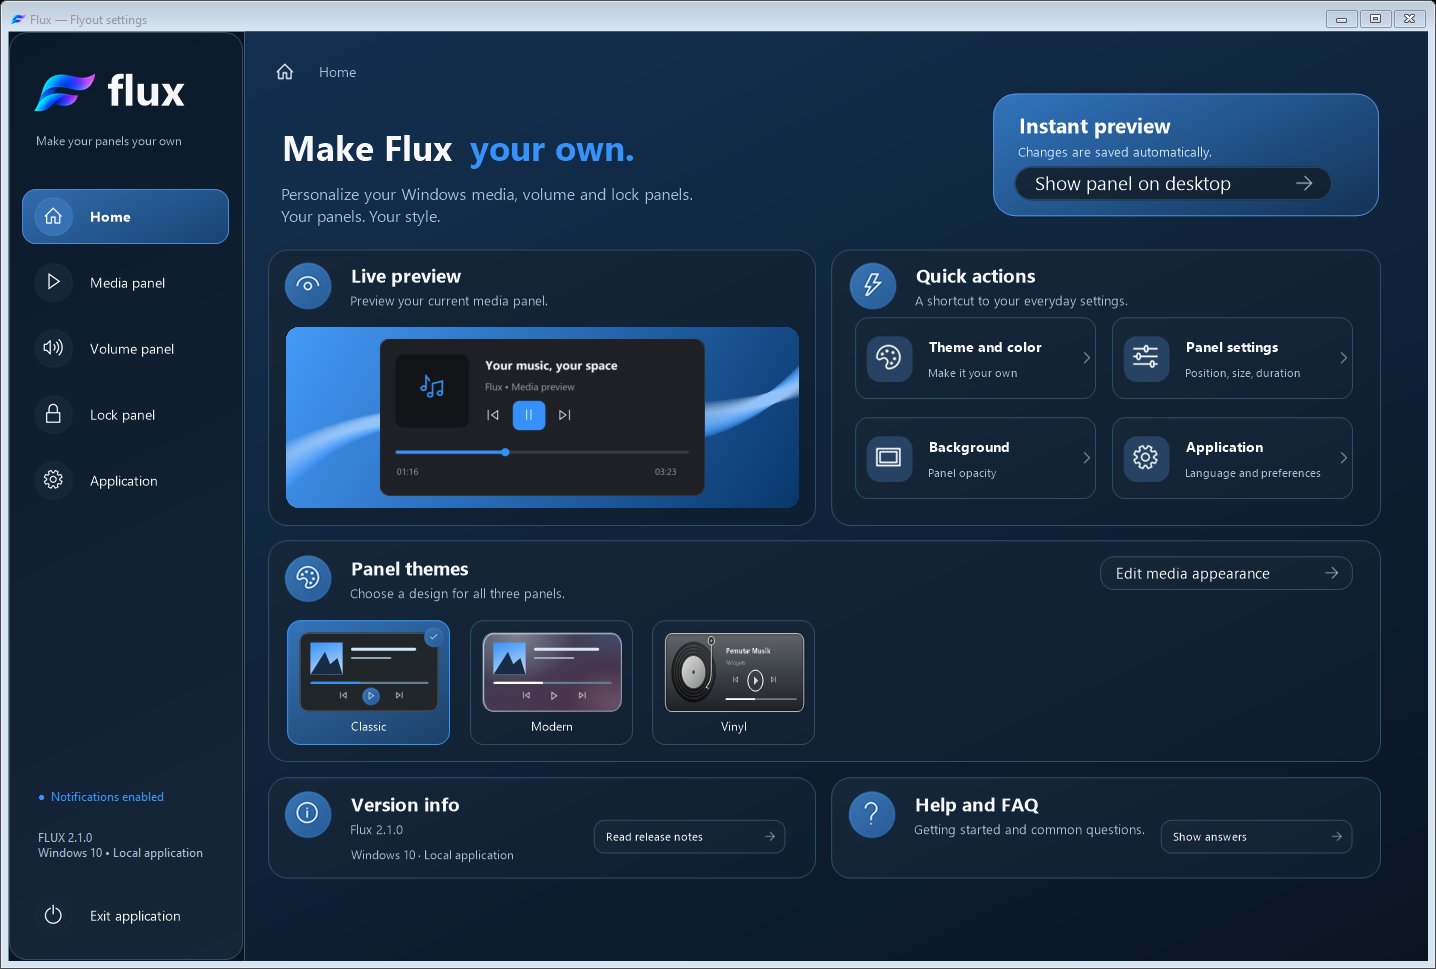 Flux — Flyout settings
flux
Make your panels your own
Home
Media panel
Volume panel
Lock panel
Application
Notifications enabled
FLUX 2.1.0
Windows 10 • Local application
Exit application
Home
Make Flux your own.
Personalize your Windows media, volume and lock panels.
Your panels. Your style.
Instant preview
Changes are saved automatically.
Show panel on desktop
Live preview
Preview your current media panel.
Your music, your space
Flux • Media preview
01:16
03:23
Quick actions
A shortcut to your everyday settings.
Theme and color
Make it your own
Panel settings
Position, size, duration
Background
Panel opacity
Application
Language and preferences
Panel themes
Choose a design for all three panels.
Edit media appearance
Classic
Modern
Pemutar Musik
Widgets
Vinyl
Version info
Flux 2.1.0
Windows 10 · Local application
Read release notes
Help and FAQ
Getting started and common questions.
Show answers